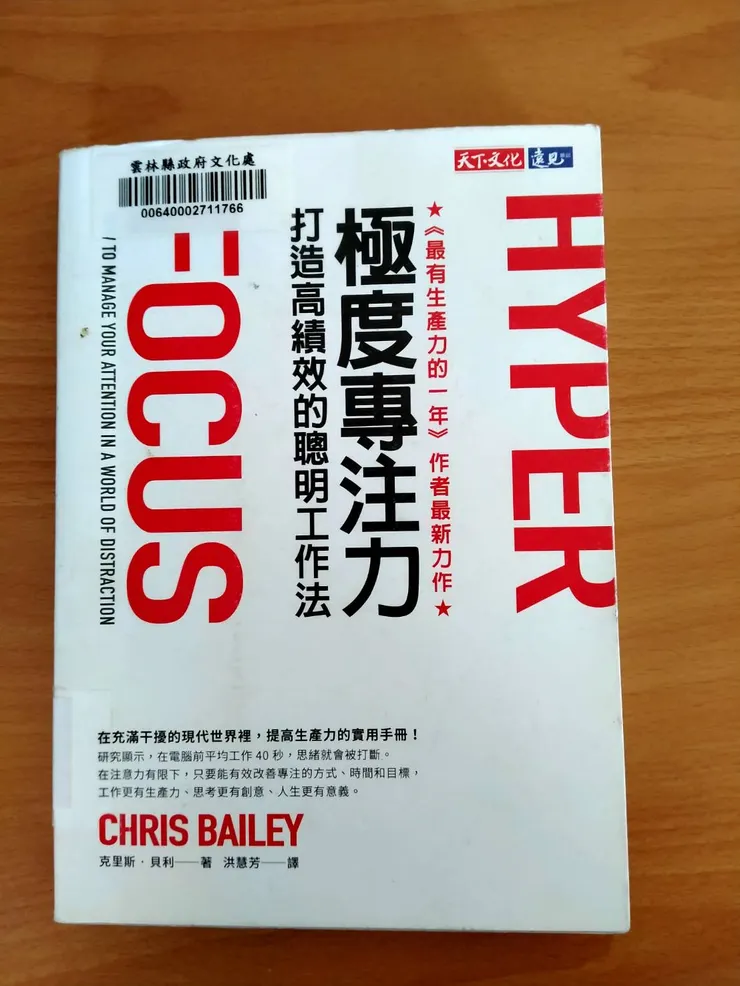 雲林縣政府文化處
00640002711766
天下文化
遠見
HYPER
★《最有生產力的一年》作者最新力作★
極度專注力
打造高績效的聰明工作法
OCUS
/ TO MANAGE YOUR ATTENTION IN A WORLD OF DISTRACTION
在充滿干擾的現代世界裡，提高生產力的實用手冊！
研究顯示，在電腦前平均工作 40 秒，思緒就會被打斷。
在注意力有限下，只要能有效改善專注的方式、時間和目標，
工作更有生產力、思考更有創意、人生更有意義。
CHRIS BAILEY
克里斯．貝利——著 洪慧芳——譯